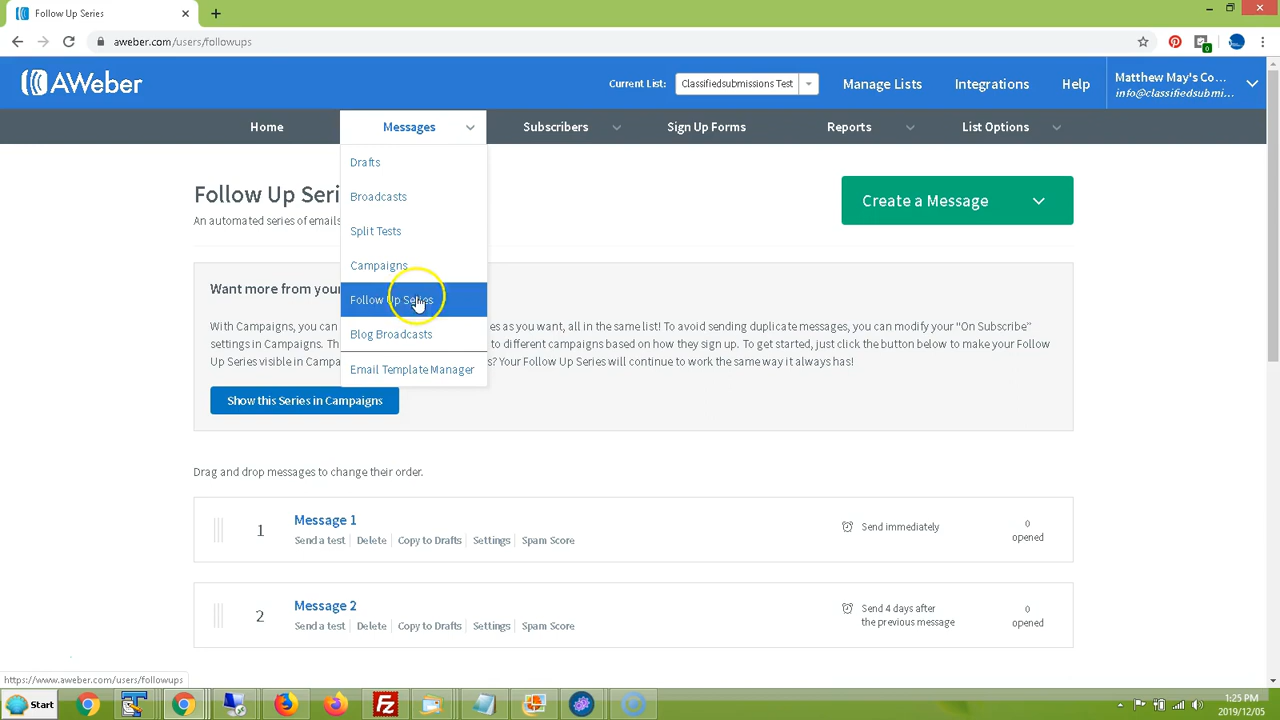 Follow Up Series
aweber.com/users/followups
0
AWeber
Current List:
Classifiedsubmissions Test
Manage Lists
Integrations
Help
Matthew May's Co...
info@classifiedsubmi...
Home
Messages
Subscribers
Sign Up Forms
Reports
List Options
Drafts
Broadcasts
Split Tests
Campaigns
Follow Up Series
Blog Broadcasts
Email Template Manager
Follow Up Seri
An automated series of emails
Create a Message
Want more from your
With Campaigns, you can
es as you want, all in the same list! To avoid sending duplicate messages, you can modify your "On Subscribe"
settings in Campaigns. Th
to different campaigns based on how they sign up. To get started, just click the button below to make your Follow
Up Series visible in Campa
s? Your Follow Up Series will continue to work the same way it always has!
Show this Series in Campaigns
Drag and drop messages to change their order.
1
Message 1
Send a test
Delete
Copy to Drafts
Settings
Spam Score
Send immediately
0
opened
2
Message 2
Send a test
Delete
Copy to Drafts
Settings
Spam Score
Send 4 days after
the previous message
0
opened
https://www.aweber.com/users/followups
Start
1:25 PM
2019/12/05